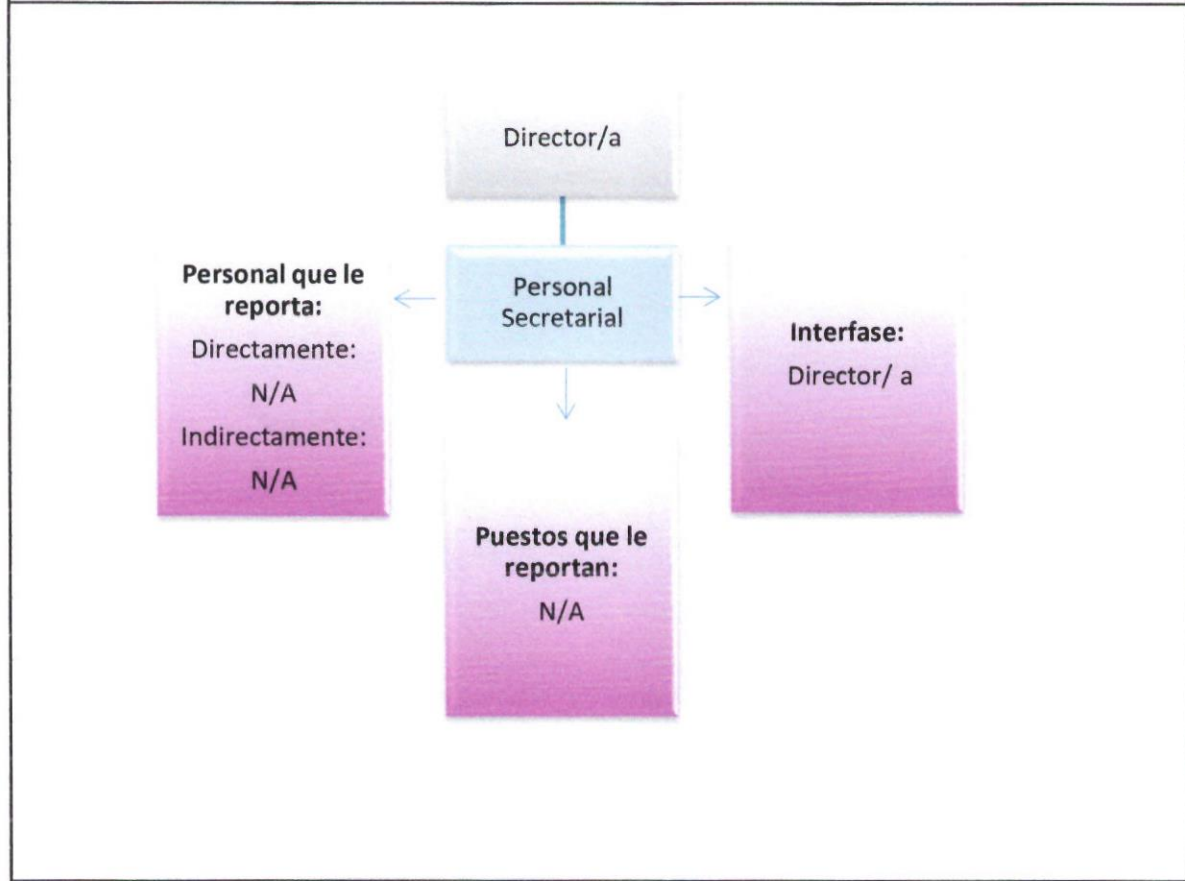 Director/a
Personal
Secretarial
Personal que le
reporta:
Directamente:
N/A
Indirectamente:
N/A
Interfase:
Director/ a
Puestos que le
reportan:
N/A